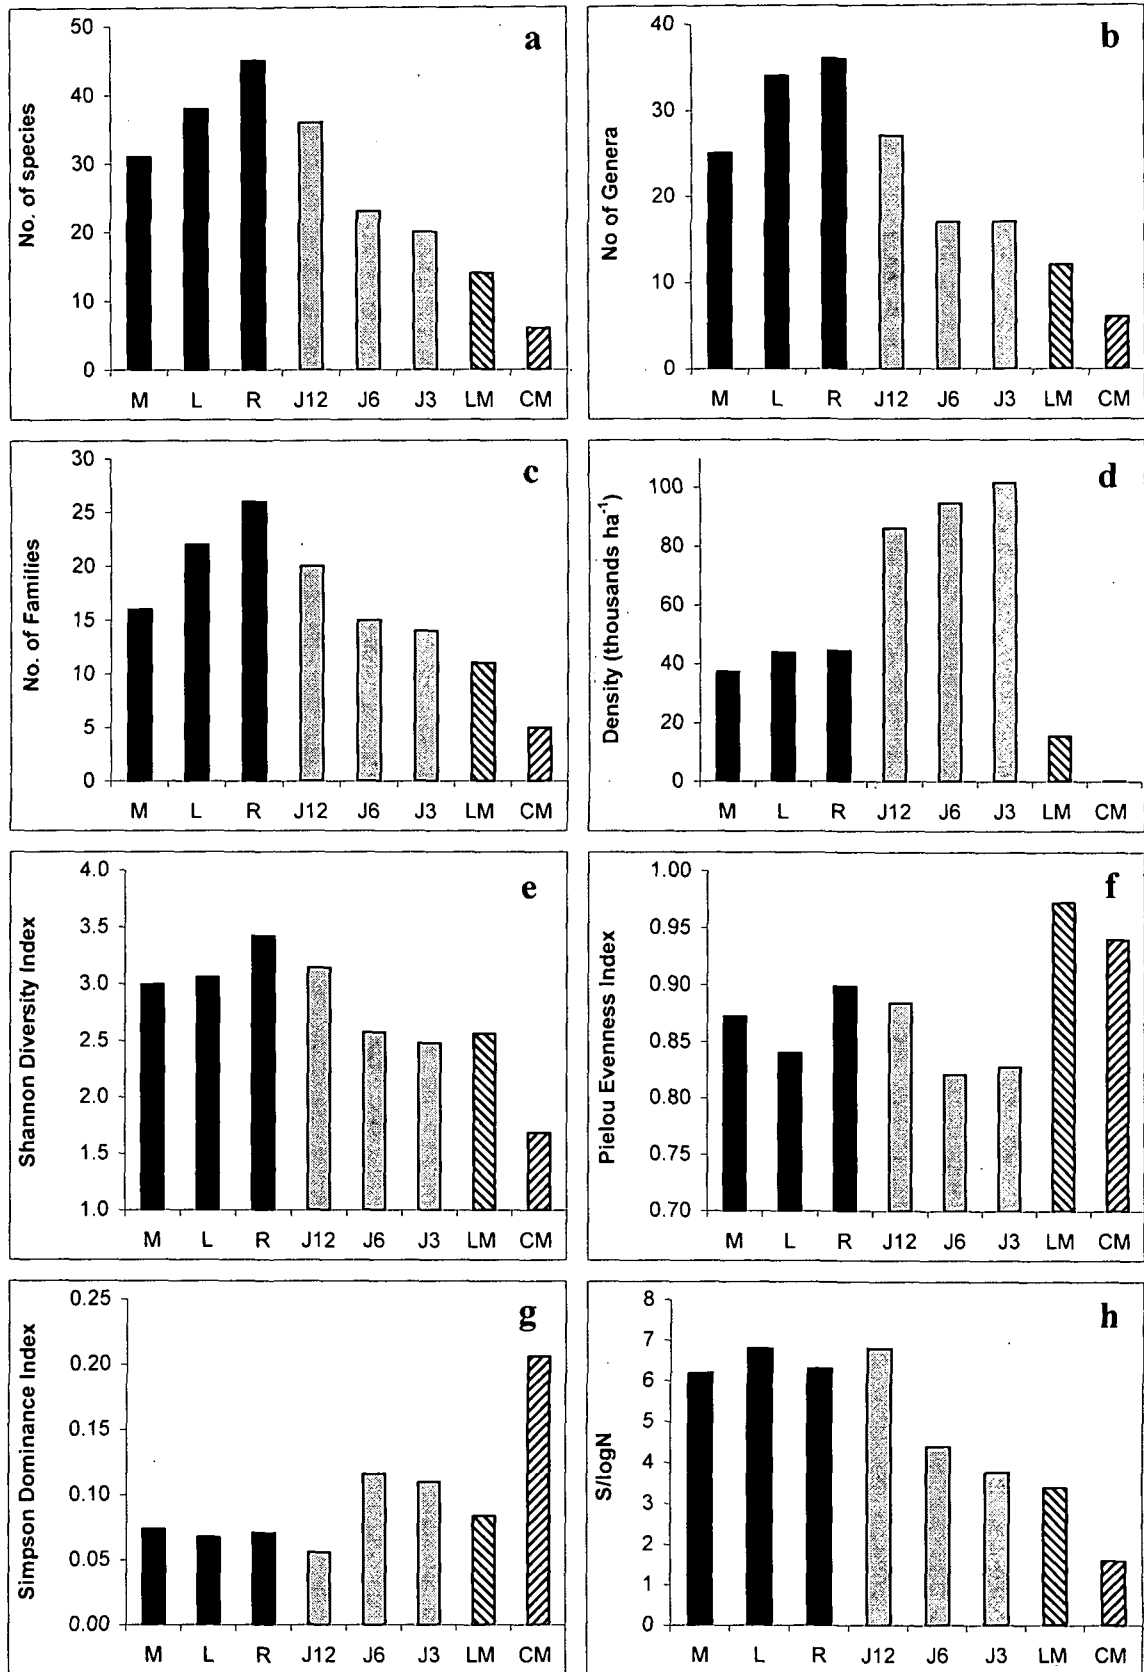 a
No. of species
50
40
30
20
10
0
M L R J12 J6 J3 LM CM
b
No of Genera
40
30
20
10
0
M L R J12 J6 J3 LM CM
c
No. of Families
30
25
20
15
10
5
0
M L R J12 J6 J3 LM CM
d
Density (thousands ha⁻¹)
100
80
60
40
20
0
M L R J12 J6 J3 LM CM
e
Shannon Diversity Index
4.0
3.5
3.0
2.5
2.0
1.5
1.0
M L R J12 J6 J3 LM CM
f
Pielou Evenness Index
1.00
0.95
0.90
0.85
0.80
0.75
0.70
M L R J12 J6 J3 LM CM
g
Simpson Dominance Index
0.25
0.20
0.15
0.10
0.05
0.00
M L R J12 J6 J3 LM CM
h
S/logN
8
7
6
5
4
3
2
1
0
M L R J12 J6 J3 LM CM